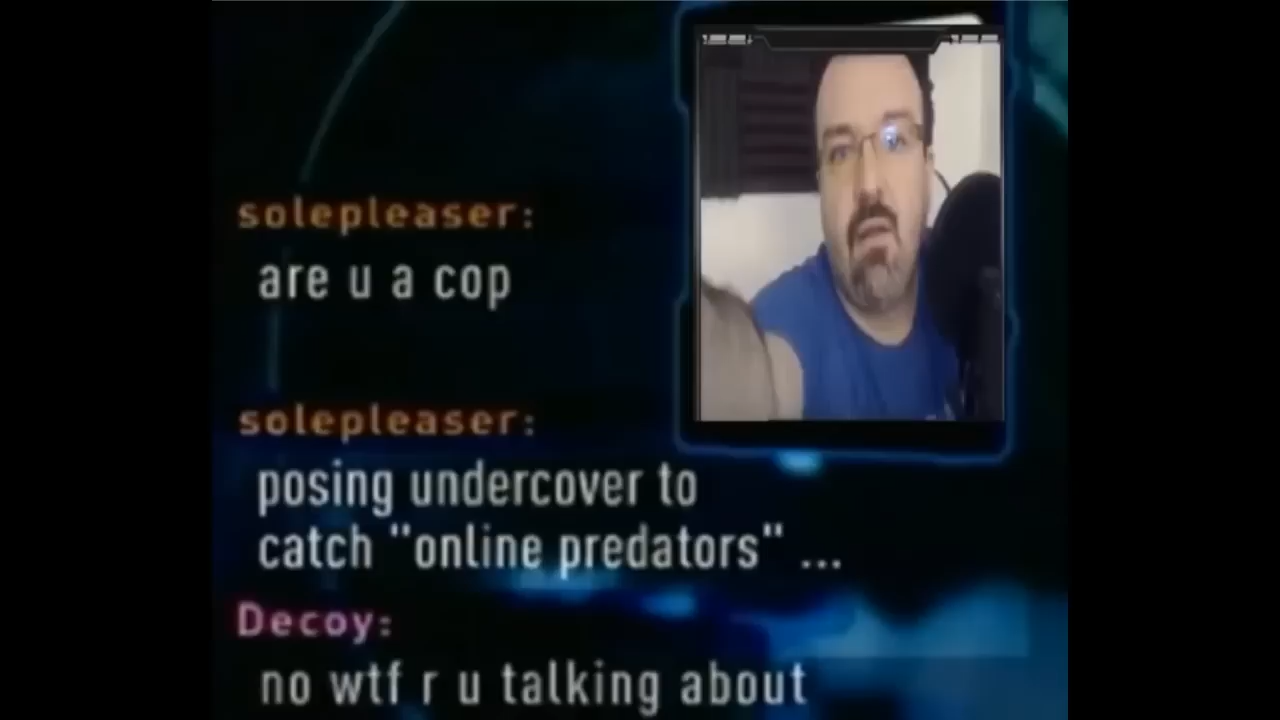 solepleaser:
are u a cop
solepleaser:
posing undercover to
catch "online predators" ...
Decoy:
no wtf r u talking about